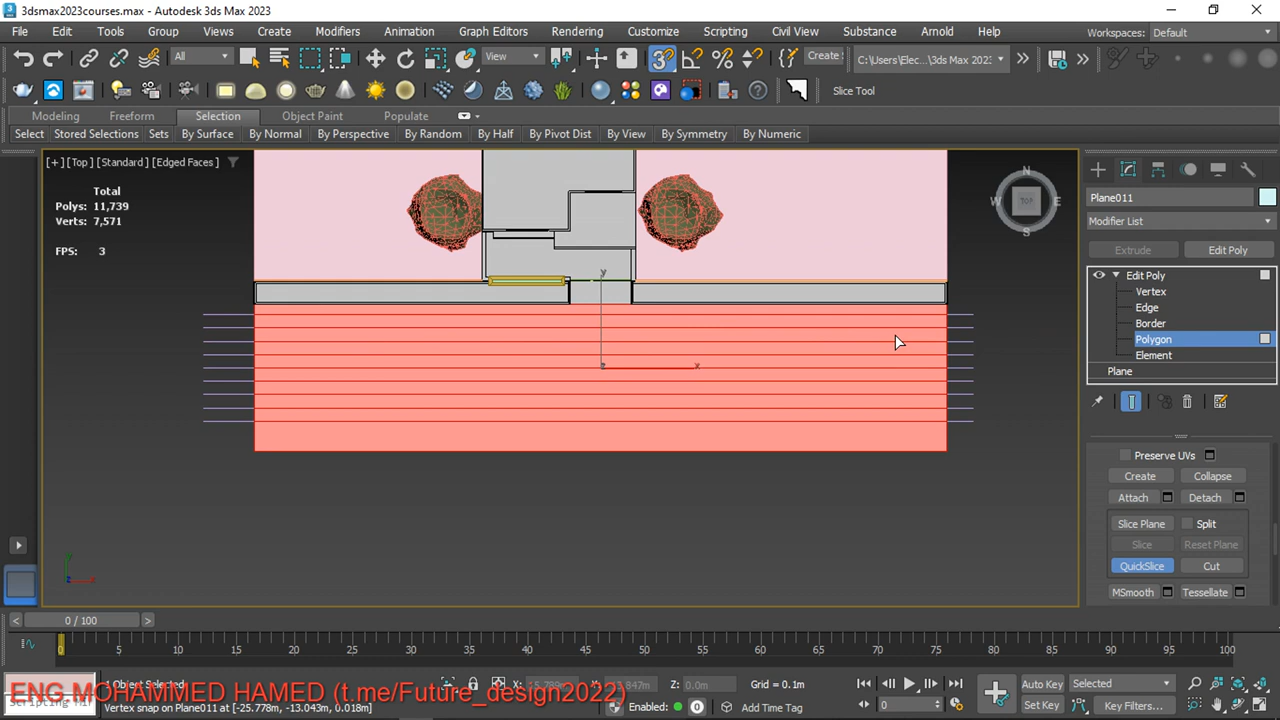 3dsmax2023courses.max - Autodesk 3ds Max 2023
File Edit Tools Group Views Create Modifiers Animation Graph Editors Rendering Customize Scripting Civil View Substance Arnold Help Workspaces: Default
All View Create C:\Users\Elec...\3ds Max 2023
Slice Tool
Modeling Freeform Selection Object Paint Populate
Select Stored Selections Sets By Surface By Normal By Perspective By Random By Half By Pivot Dist By View By Symmetry By Numeric
[+] [Top] [Standard] [Edged Faces]
Total
Polys: 11,739
Verts: 7,571
FPS: 3
N
W TOP E
S
y
x
Plane011
Modifier List
Extrude Edit Poly
Edit Poly
Vertex
Edge
Border
Polygon
Element
Plane
Preserve UVs
Create Collapse
Attach Detach
Slice Plane Split
Slice Reset Plane
QuickSlice Cut
MSmooth Tessellate
< 0 / 100 >
0 5 10 15 20 25 30 35 40 45 50 55 60 65 70 75 80 85 90 95 100
1 Object Selected X: Y: Z: 0.0m Grid = 0.1m Auto Key Selected
ENG MOHAMMED HAMED (t.me/Future_design2022)
Vertex snap on Plane011 at [-25.778m, -13.043m, 0.018m] Enabled: 0 Add Time Tag 0 Set Key Key Filters...